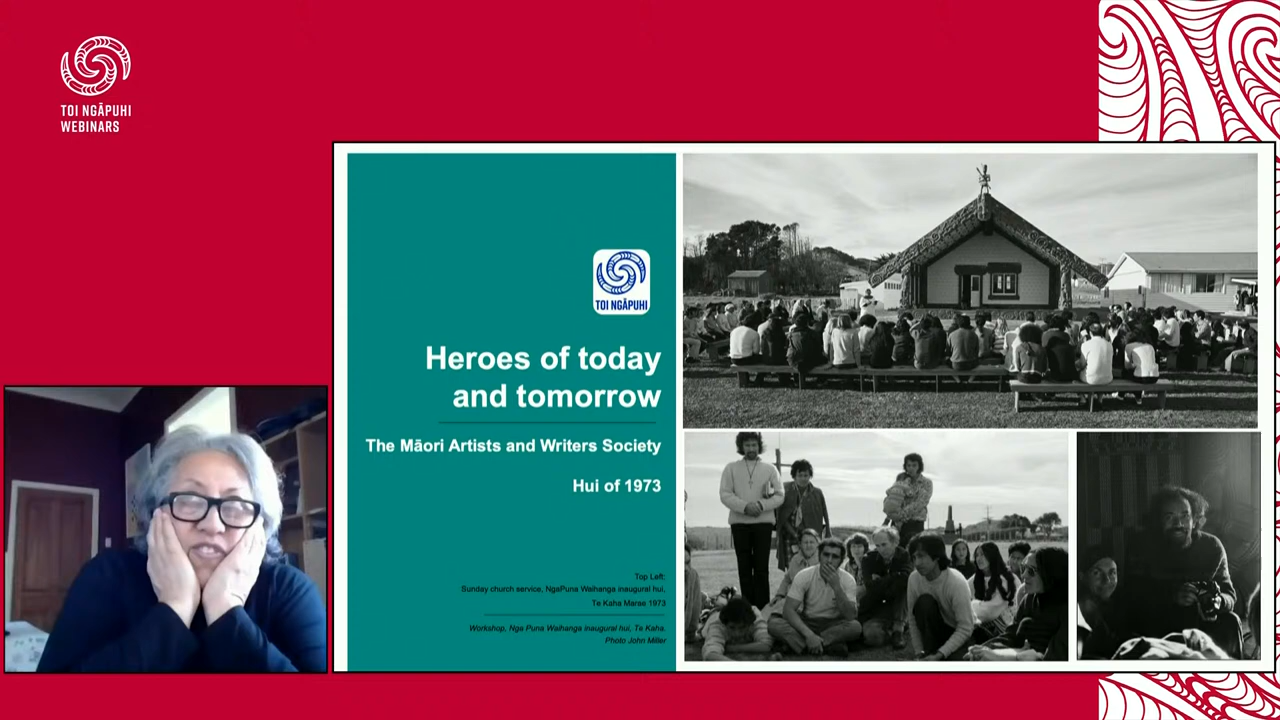 TOI NGĀPUHI
WEBINARS
TOI NGĀPUHI
Heroes of today
and tomorrow
The Māori Artists and Writers Society
Hui of 1973
Top Left:
Sunday church service, NgaPuna Waihanga inaugural hui,
Te Kaha Marae 1973
Workshop, Nga Puna Waihanga inaugural hui, Te Kaha.
Photo John Miller